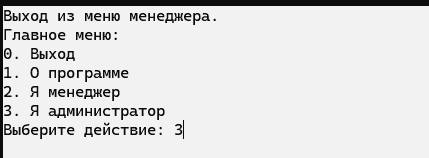 Выход из меню менеджера.
Главное меню:
0. Выход
1. О программе
2. Я менеджер
3. Я администратор
Выберите действие: 3